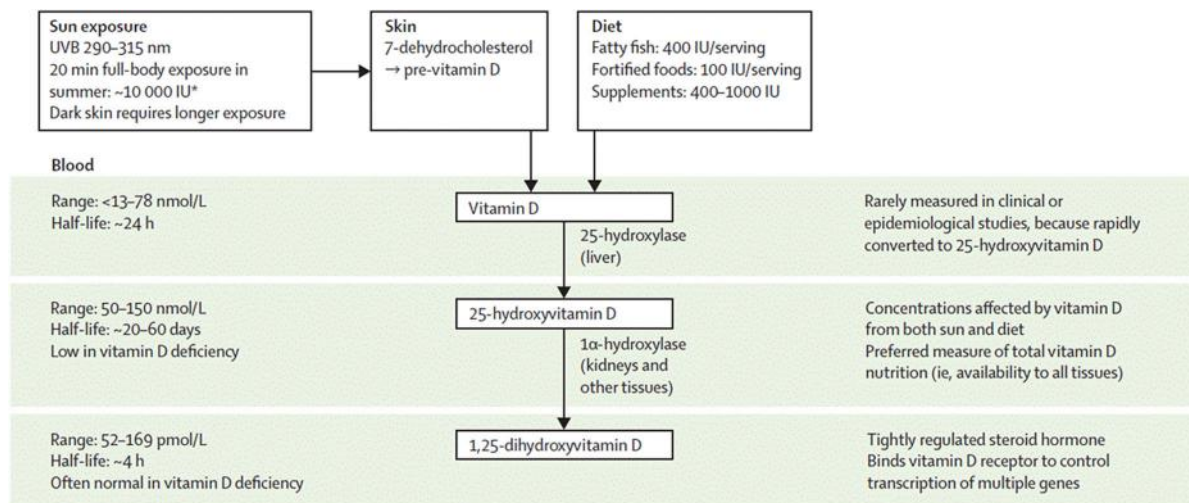 Sun exposure
UVB 290–315 nm
20 min full-body exposure in
summer: ~10 000 IU*
Dark skin requires longer exposure
Skin
7-dehydrocholesterol
→ pre-vitamin D
Diet
Fatty fish: 400 IU/serving
Fortified foods: 100 IU/serving
Supplements: 400–1000 IU
Blood
Range: <13–78 nmol/L
Half-life: ~24 h
Vitamin D
25-hydroxylase
(liver)
Rarely measured in clinical or
epidemiological studies, because rapidly
converted to 25-hydroxyvitamin D
Range: 50–150 nmol/L
Half-life: ~20–60 days
Low in vitamin D deficiency
25-hydroxyvitamin D
1α-hydroxylase
(kidneys and
other tissues)
Concentrations affected by vitamin D
from both sun and diet
Preferred measure of total vitamin D
nutrition (ie, availability to all tissues)
Range: 52–169 pmol/L
Half-life: ~4 h
Often normal in vitamin D deficiency
1,25-dihydroxyvitamin D
Tightly regulated steroid hormone
Binds vitamin D receptor to control
transcription of multiple genes